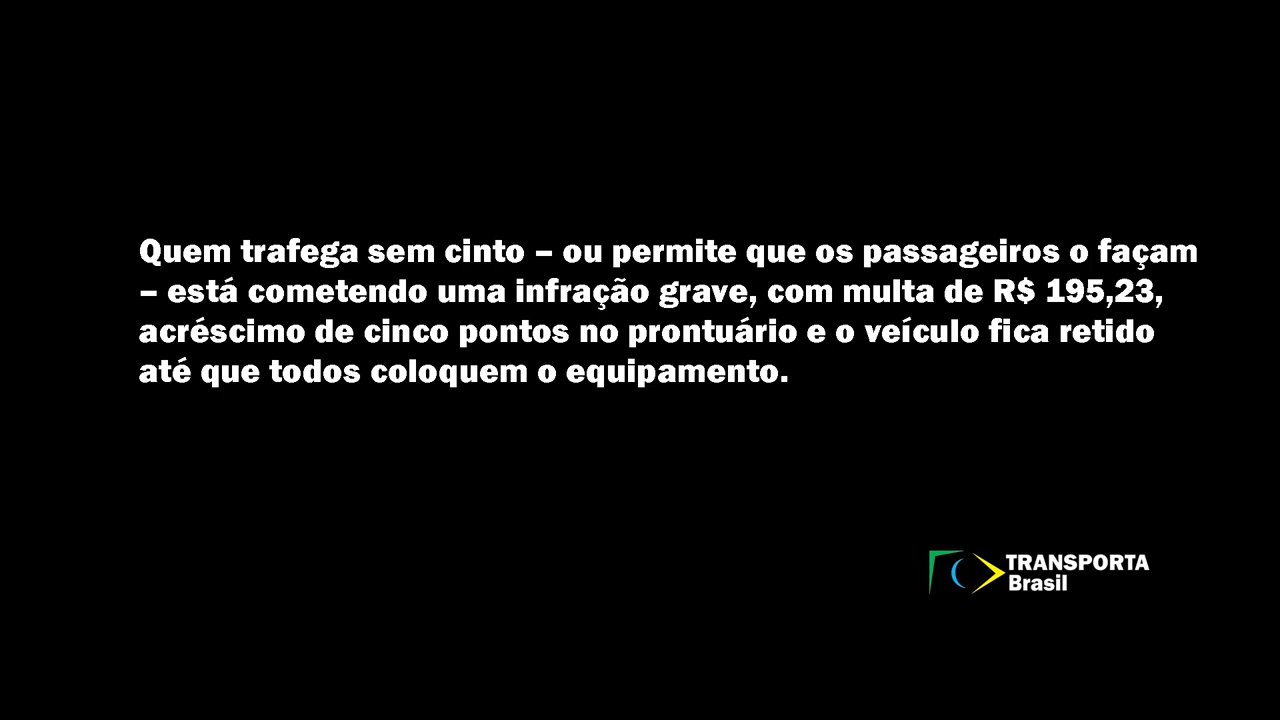 Quem trafega sem cinto – ou permite que os passageiros o façam
– está cometendo uma infração grave, com multa de R$ 195,23,
acréscimo de cinco pontos no prontuário e o veículo fica retido
até que todos coloquem o equipamento.
TRANSPORTA
Brasil